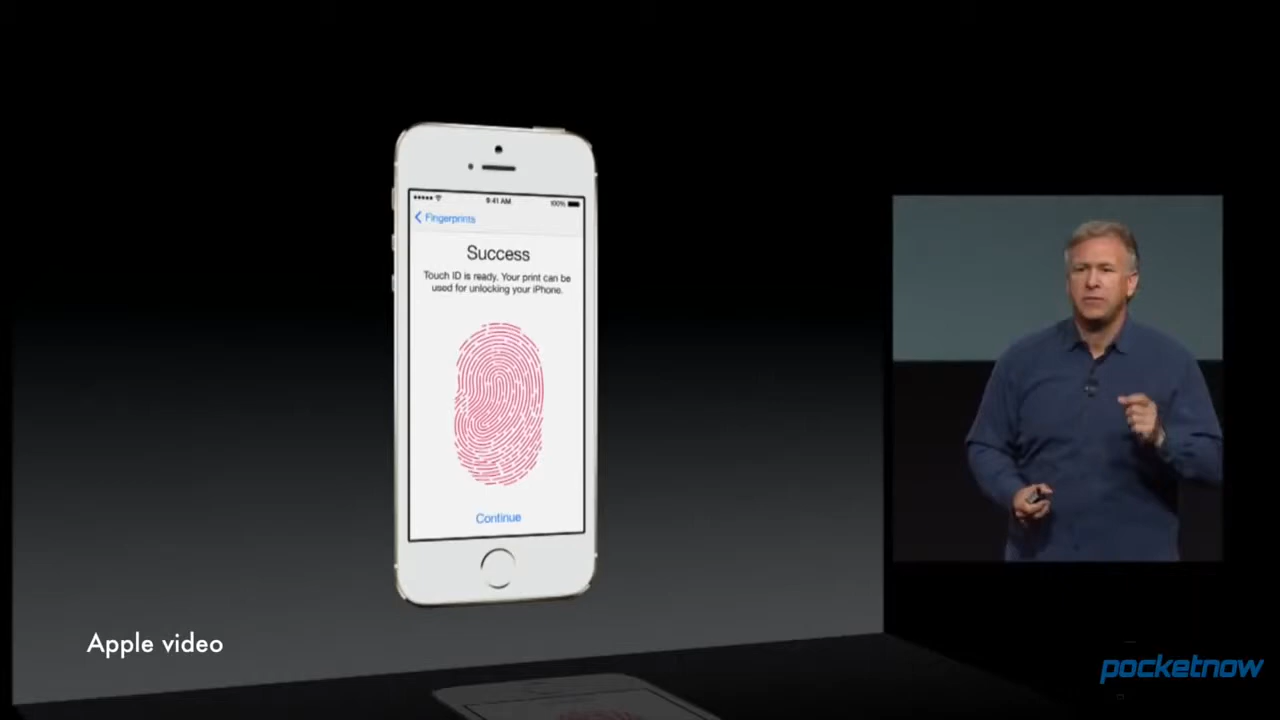 9:41 AM
100%
Fingerprints
Success
Touch ID is ready. Your print can be
used for unlocking your iPhone.
Continue
Apple video
pocketnow